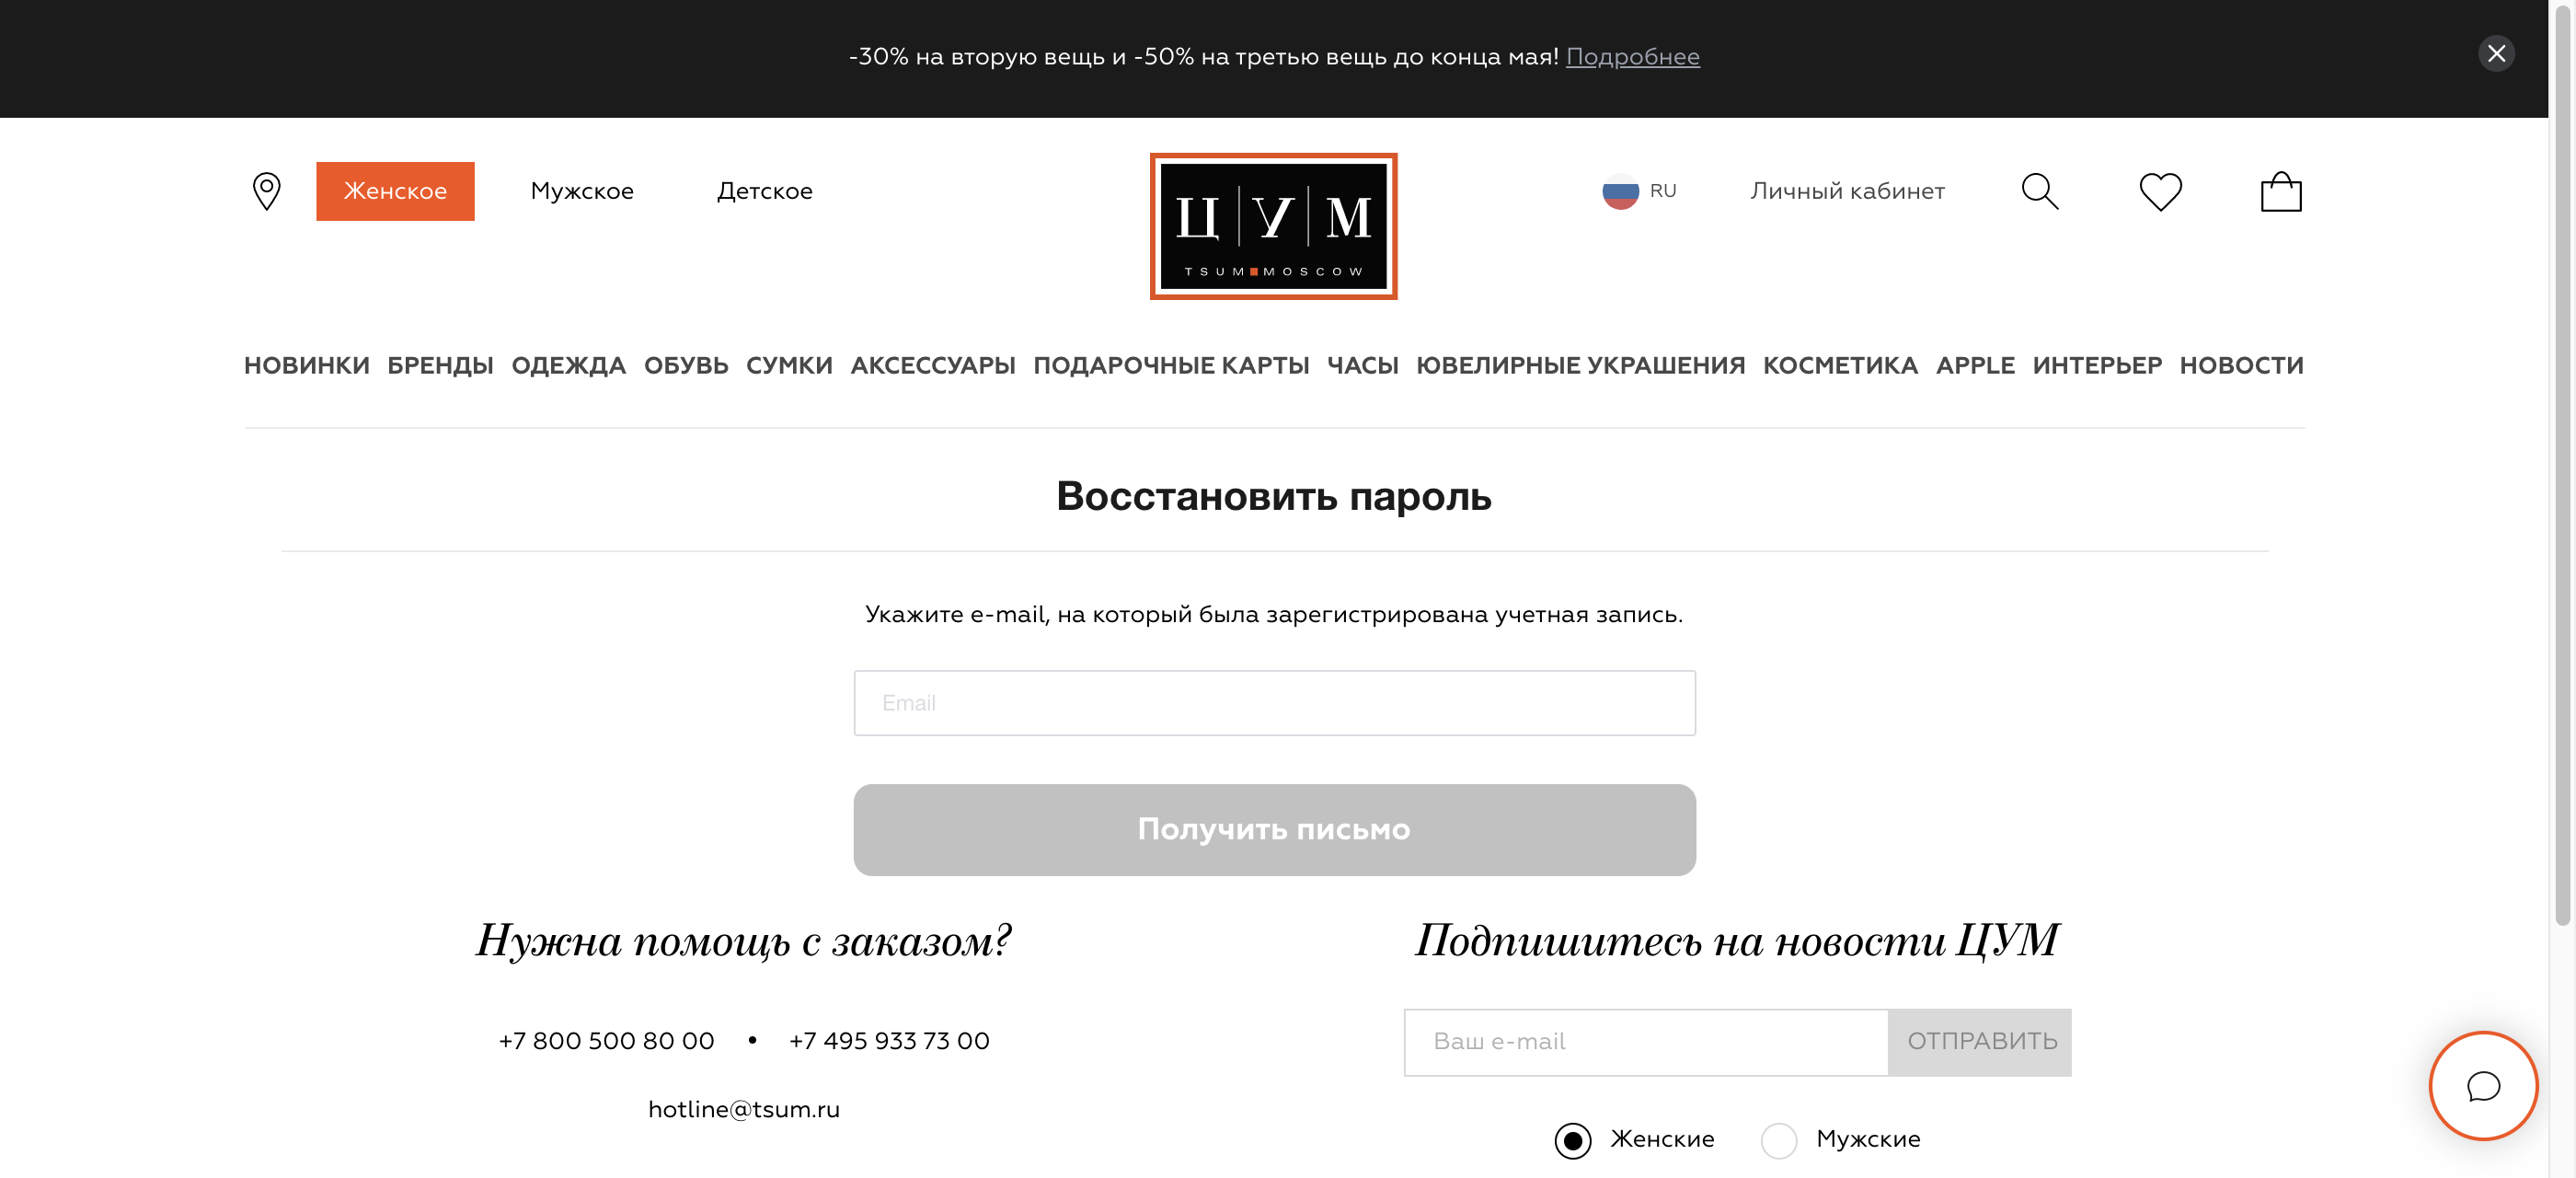 -30% на вторую вещь и -50% на третью вещь до конца мая! Подробнее
Женское Мужское Детское
Ц У М
TSUM MOSCOW
RU Личный кабинет
НОВИНКИ БРЕНДЫ ОДЕЖДА ОБУВЬ СУМКИ АКСЕССУАРЫ ПОДАРОЧНЫЕ КАРТЫ ЧАСЫ ЮВЕЛИРНЫЕ УКРАШЕНИЯ КОСМЕТИКА APPLE ИНТЕРЬЕР НОВОСТИ
Восстановить пароль
Укажите e-mail, на который была зарегистрирована учетная запись.
Email
Получить письмо
Нужна помощь с заказом?
+7 800 500 80 00 • +7 495 933 73 00
hotline@tsum.ru
Подпишитесь на новости ЦУМ
Ваш e-mail ОТПРАВИТЬ
Женские Мужские